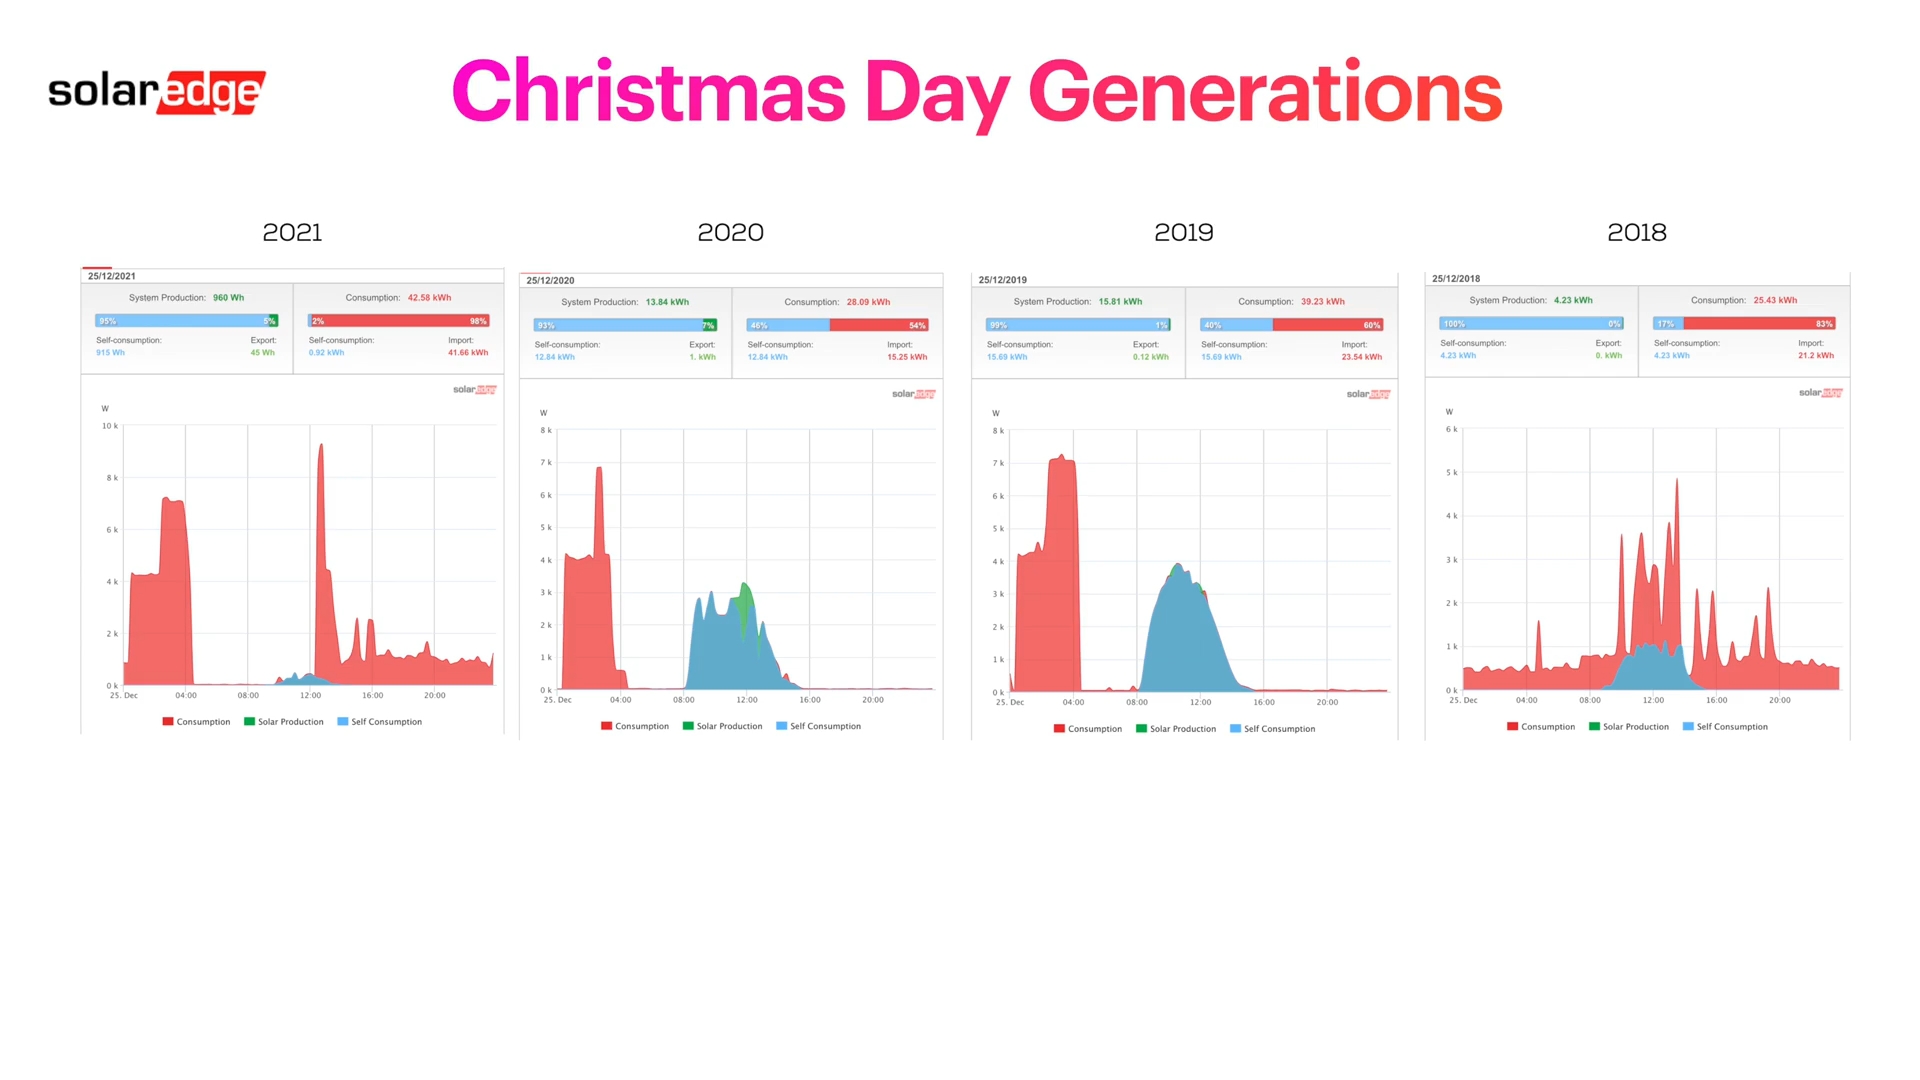 solaredge
Christmas Day Generations
2021
25/12/2021
System Production: 960 Wh
Consumption: 42.58 kWh
95% 5%
2% 98%
Self-consumption: Export:
915 Wh 45 Wh
Self-consumption: Import:
0.92 kWh 41.66 kWh
solaredge
W
10 k
8 k
6 k
4 k
2 k
0 k
25. Dec 04:00 08:00 12:00 16:00 20:00
Consumption Solar Production Self Consumption
2020
25/12/2020
System Production: 13.84 kWh
Consumption: 28.09 kWh
93% 7%
46% 54%
Self-consumption: Export:
12.84 kWh 1. kWh
Self-consumption: Import:
12.84 kWh 15.25 kWh
solaredge
W
8 k
7 k
6 k
5 k
4 k
3 k
2 k
1 k
0 k
25. Dec 04:00 08:00 12:00 16:00 20:00
Consumption Solar Production Self Consumption
2019
25/12/2019
System Production: 15.81 kWh
Consumption: 39.23 kWh
99% 1%
40% 60%
Self-consumption: Export:
15.69 kWh 0.12 kWh
Self-consumption: Import:
15.69 kWh 23.54 kWh
solaredge
W
8 k
7 k
6 k
5 k
4 k
3 k
2 k
1 k
0 k
25. Dec 04:00 08:00 12:00 16:00 20:00
Consumption Solar Production Self Consumption
2018
25/12/2018
System Production: 4.23 kWh
Consumption: 25.43 kWh
100% 0%
17% 83%
Self-consumption: Export:
4.23 kWh 0. kWh
Self-consumption: Import:
4.23 kWh 21.2 kWh
solaredge
W
6 k
5 k
4 k
3 k
2 k
1 k
0 k
25. Dec 04:00 08:00 12:00 16:00 20:00
Consumption Solar Production Self Consumption